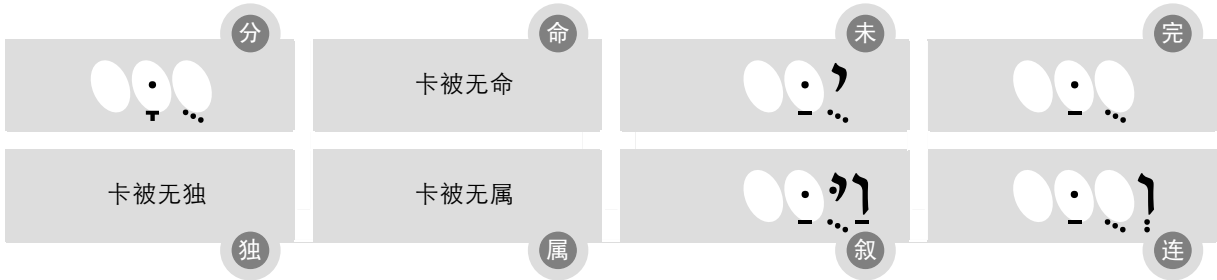 分
命
未
完
◌ֻ◌ָּ◌
卡被无命
יֻ◌ַּ◌
◌ֻ◌ַּ◌
卡被无独
卡被无属
וַיֻּ◌ַּ◌
וְ◌ֻ◌ַּ◌
独
属
叙
连